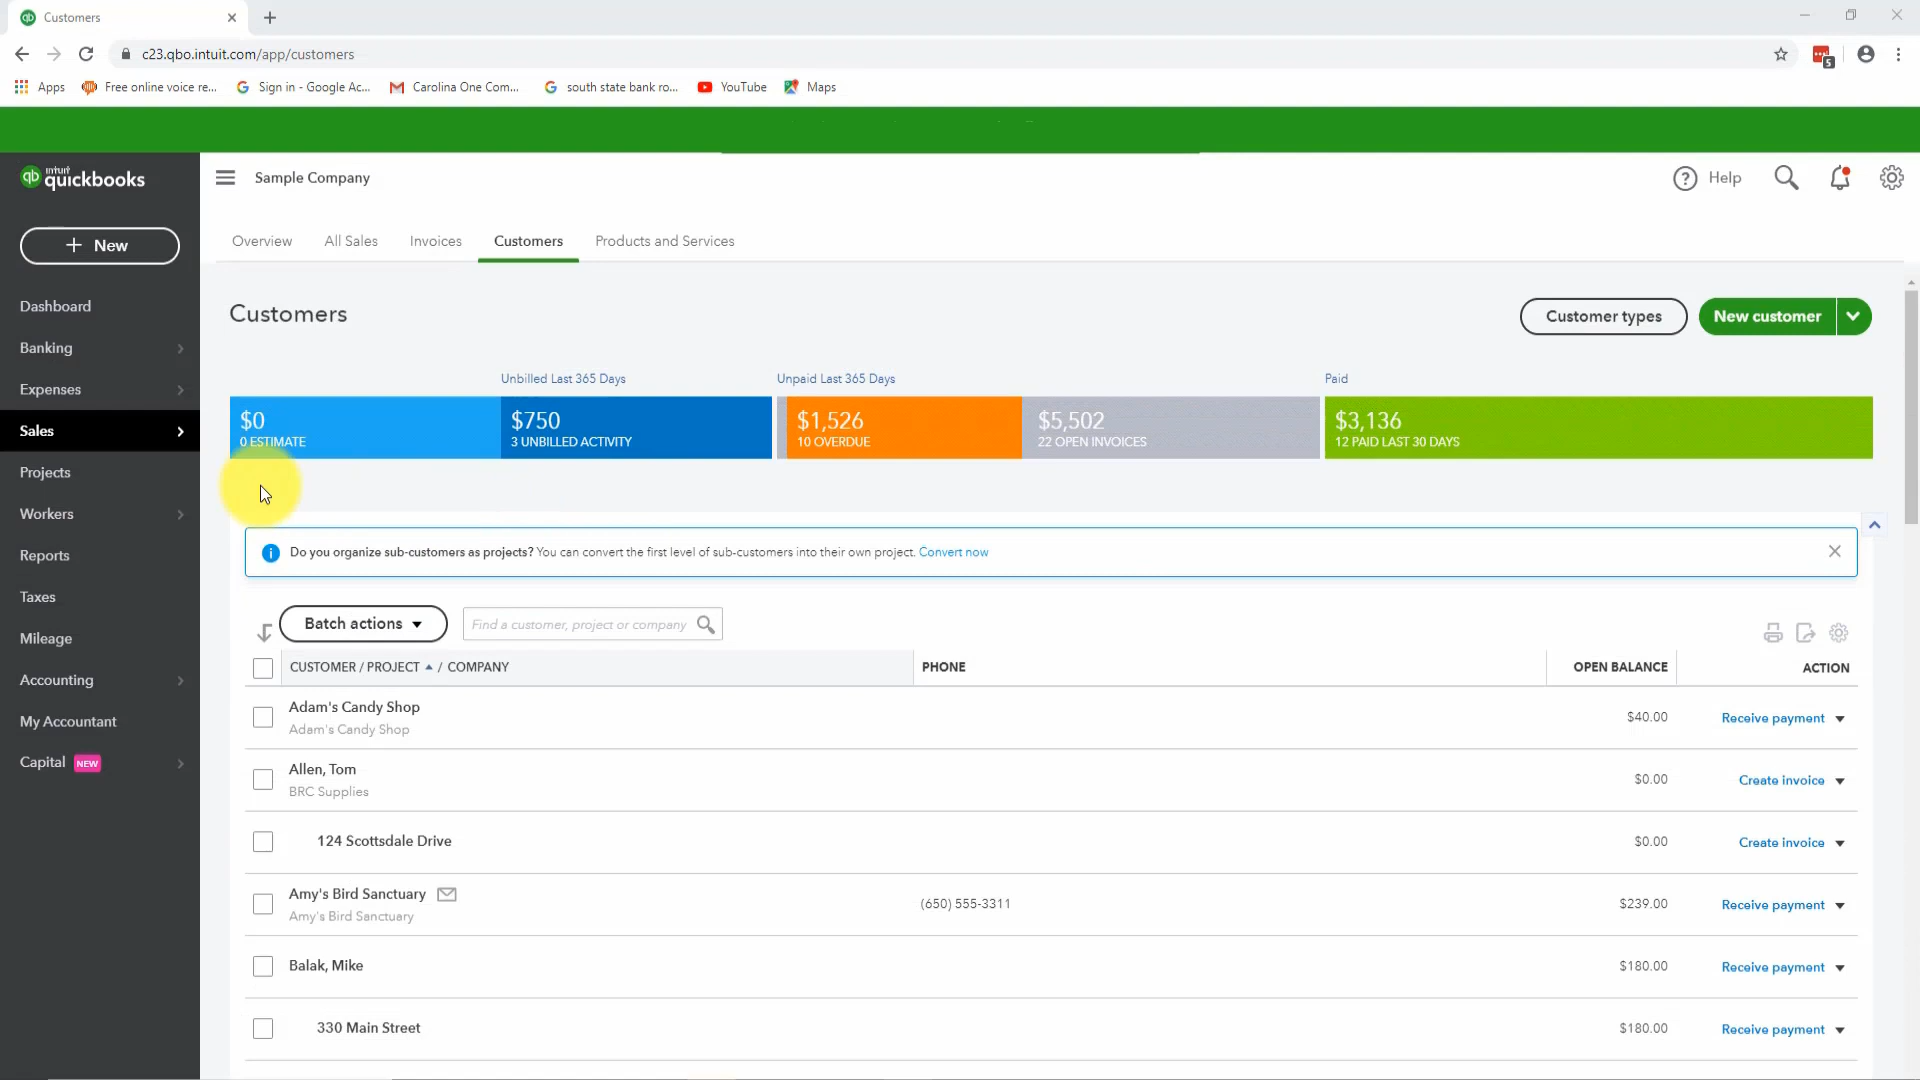 Customers
c23.qbo.intuit.com/app/customers
5
Apps
Free online voice re...
Sign in - Google Ac...
Carolina One Com...
south state bank ro...
YouTube
Maps
qb intuit quickbooks
Sample Company
? Help
+ New
Overview
All Sales
Invoices
Customers
Products and Services
Dashboard
Banking
Expenses
Sales
Projects
Workers
Reports
Taxes
Mileage
Accounting
My Accountant
Capital NEW
Customers
Customer types
New customer
Unbilled Last 365 Days
Unpaid Last 365 Days
Paid
$0
0 ESTIMATE
$750
3 UNBILLED ACTIVITY
$1,526
10 OVERDUE
$5,502
22 OPEN INVOICES
$3,136
12 PAID LAST 30 DAYS
Do you organize sub-customers as projects? You can convert the first level of sub-customers into their own project. Convert now
Batch actions
Find a customer, project or company
CUSTOMER / PROJECT / COMPANY
PHONE
OPEN BALANCE
ACTION
Adam's Candy Shop
Adam's Candy Shop
$40.00
Receive payment
Allen, Tom
BRC Supplies
$0.00
Create invoice
124 Scottsdale Drive
$0.00
Create invoice
Amy's Bird Sanctuary
Amy's Bird Sanctuary
(650) 555-3311
$239.00
Receive payment
Balak, Mike
$180.00
Receive payment
330 Main Street
$180.00
Receive payment